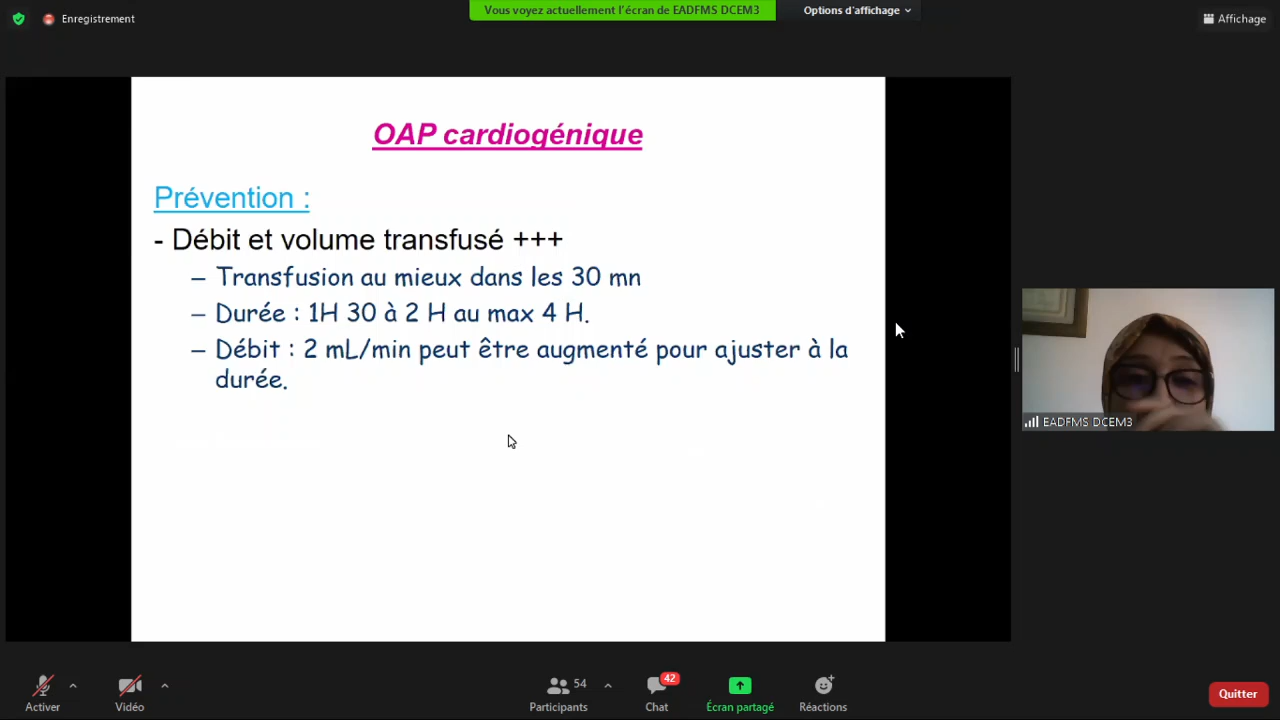 Enregistrement
Vous voyez actuellement l'écran de EADFMS DCEM3
Options d'affichage
Affichage
OAP cardiogénique
Prévention :
- Débit et volume transfusé +++
– Transfusion au mieux dans les 30 mn
– Durée : 1H 30 à 2 H au max 4 H.
– Débit : 2 mL/min peut être augmenté pour ajuster à la
durée.
EADFMS DCEM3
Activer
Vidéo
54
Participants
42
Chat
Écran partagé
Réactions
Quitter